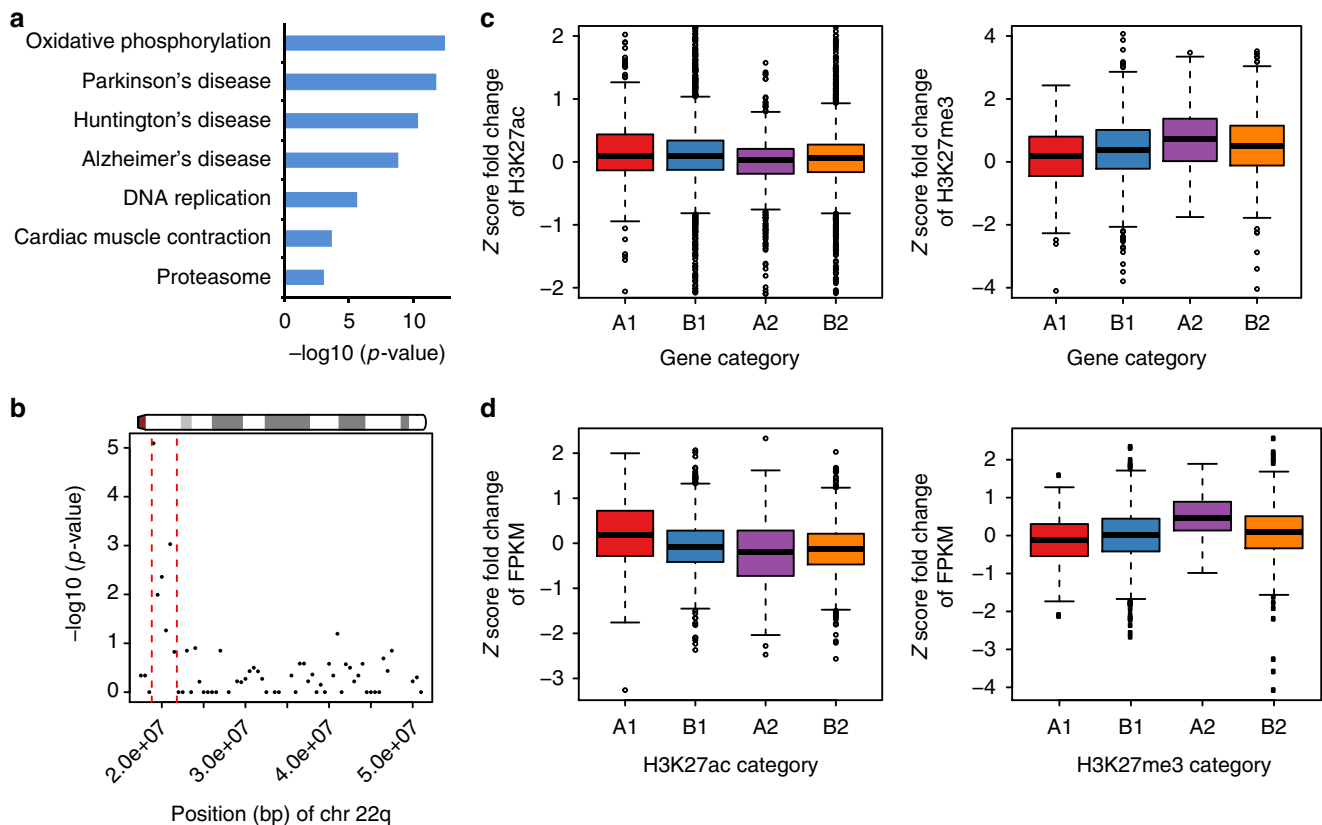 a
Oxidative phosphorylation
Parkinson's disease
Huntington's disease
Alzheimer's disease
DNA replication
Cardiac muscle contraction
Proteasome
0 5 10
–log10 (p-value)
b
5
4
3
2
1
0
–log10 (p-value)
2.0e+07 3.0e+07 4.0e+07 5.0e+07
Position (bp) of chr 22q
c
Z score fold change
of H3K27ac
2
1
0
−1
−2
A1 B1 A2 B2
Gene category
Z score fold change
of H3K27me3
4
2
0
−2
−4
A1 B1 A2 B2
Gene category
d
Z score fold change
of FPKM
2
1
0
−1
−2
−3
A1 B1 A2 B2
H3K27ac category
Z score fold change
of FPKM
2
1
0
−1
−2
−3
−4
A1 B1 A2 B2
H3K27me3 category